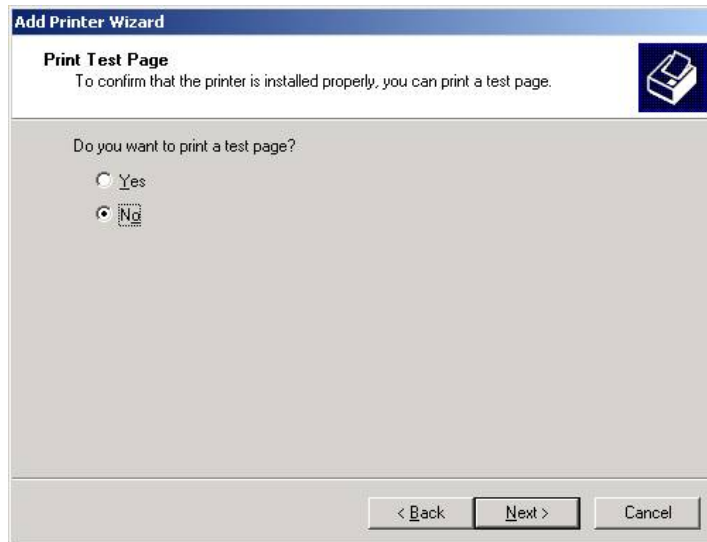 Add Printer Wizard
Print Test Page
To confirm that the printer is installed properly, you can print a test page.
Do you want to print a test page?
Yes
No
< Back Next > Cancel